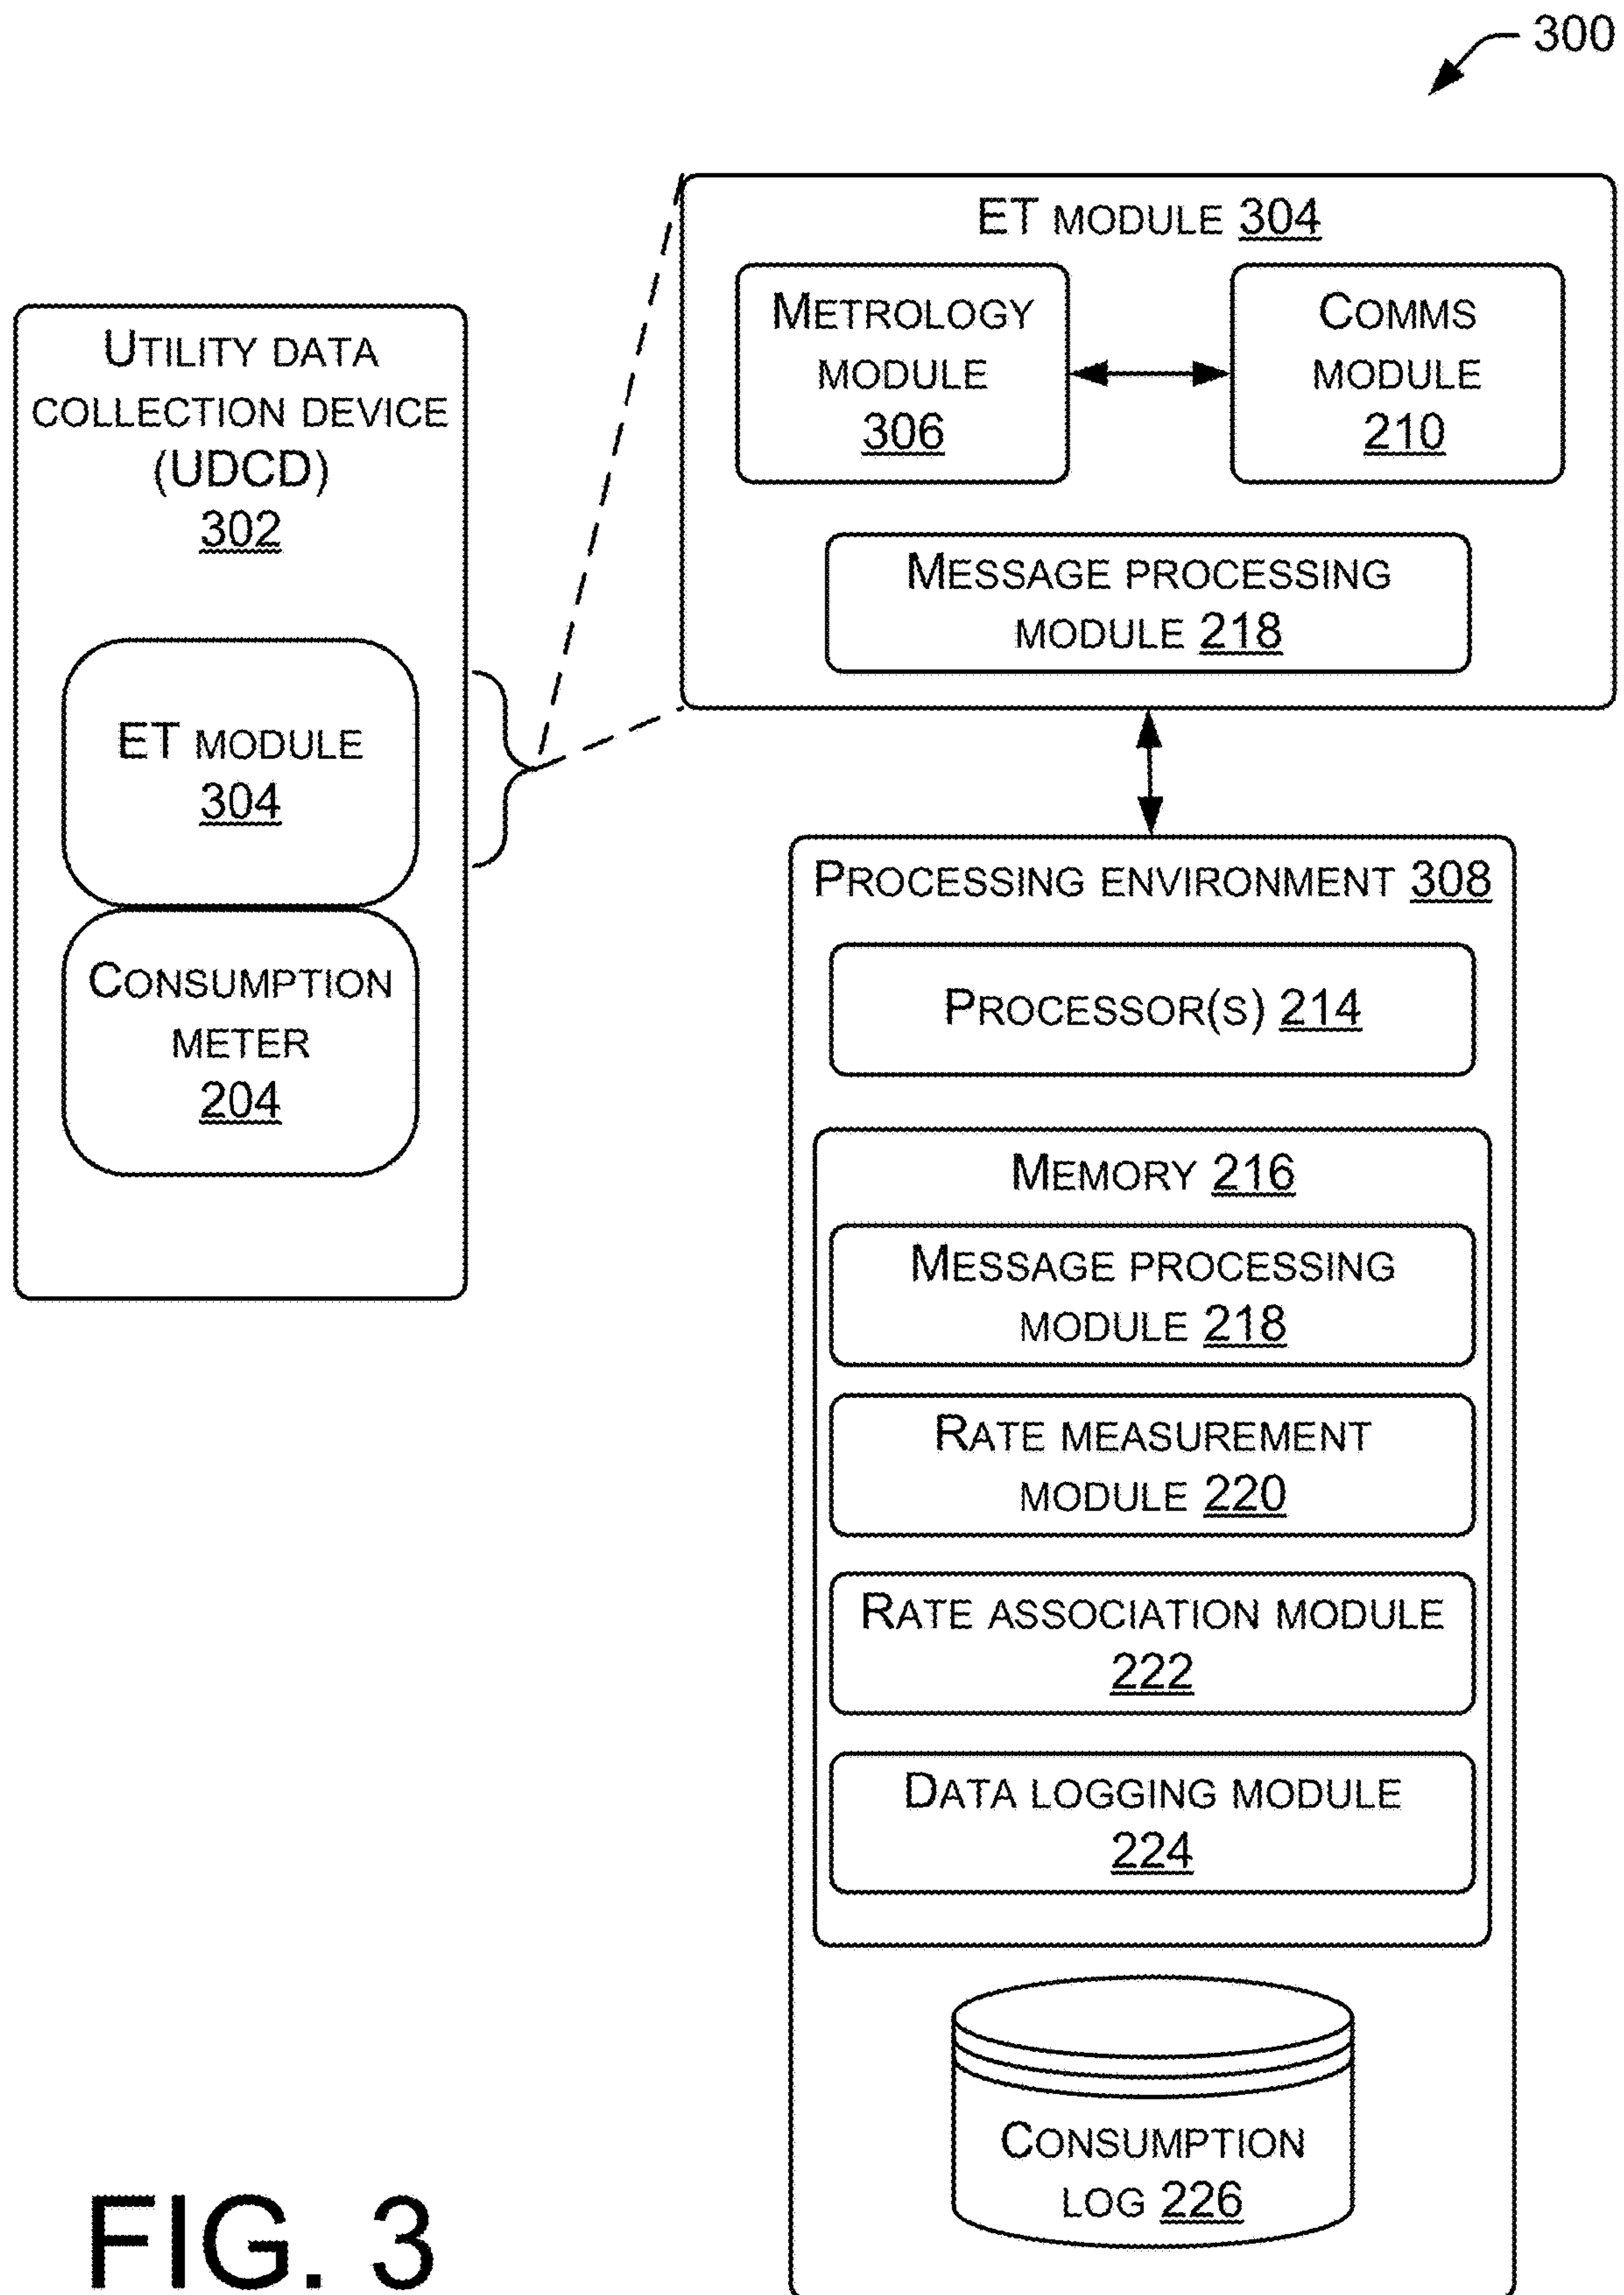 300
ET MODULE 304
METROLOGY
MODULE
306
COMMS
MODULE
210
MESSAGE PROCESSING
MODULE 218
UTILITY DATA
COLLECTION DEVICE
(UDCD)
302
ET MODULE
304
CONSUMPTION
METER
204
PROCESSING ENVIRONMENT 308
PROCESSOR(S) 214
MEMORY 216
MESSAGE PROCESSING
MODULE 218
RATE MEASUREMENT
MODULE 220
RATE ASSOCIATION MODULE
222
DATA LOGGING MODULE
224
CONSUMPTION
LOG 226
FIG. 3